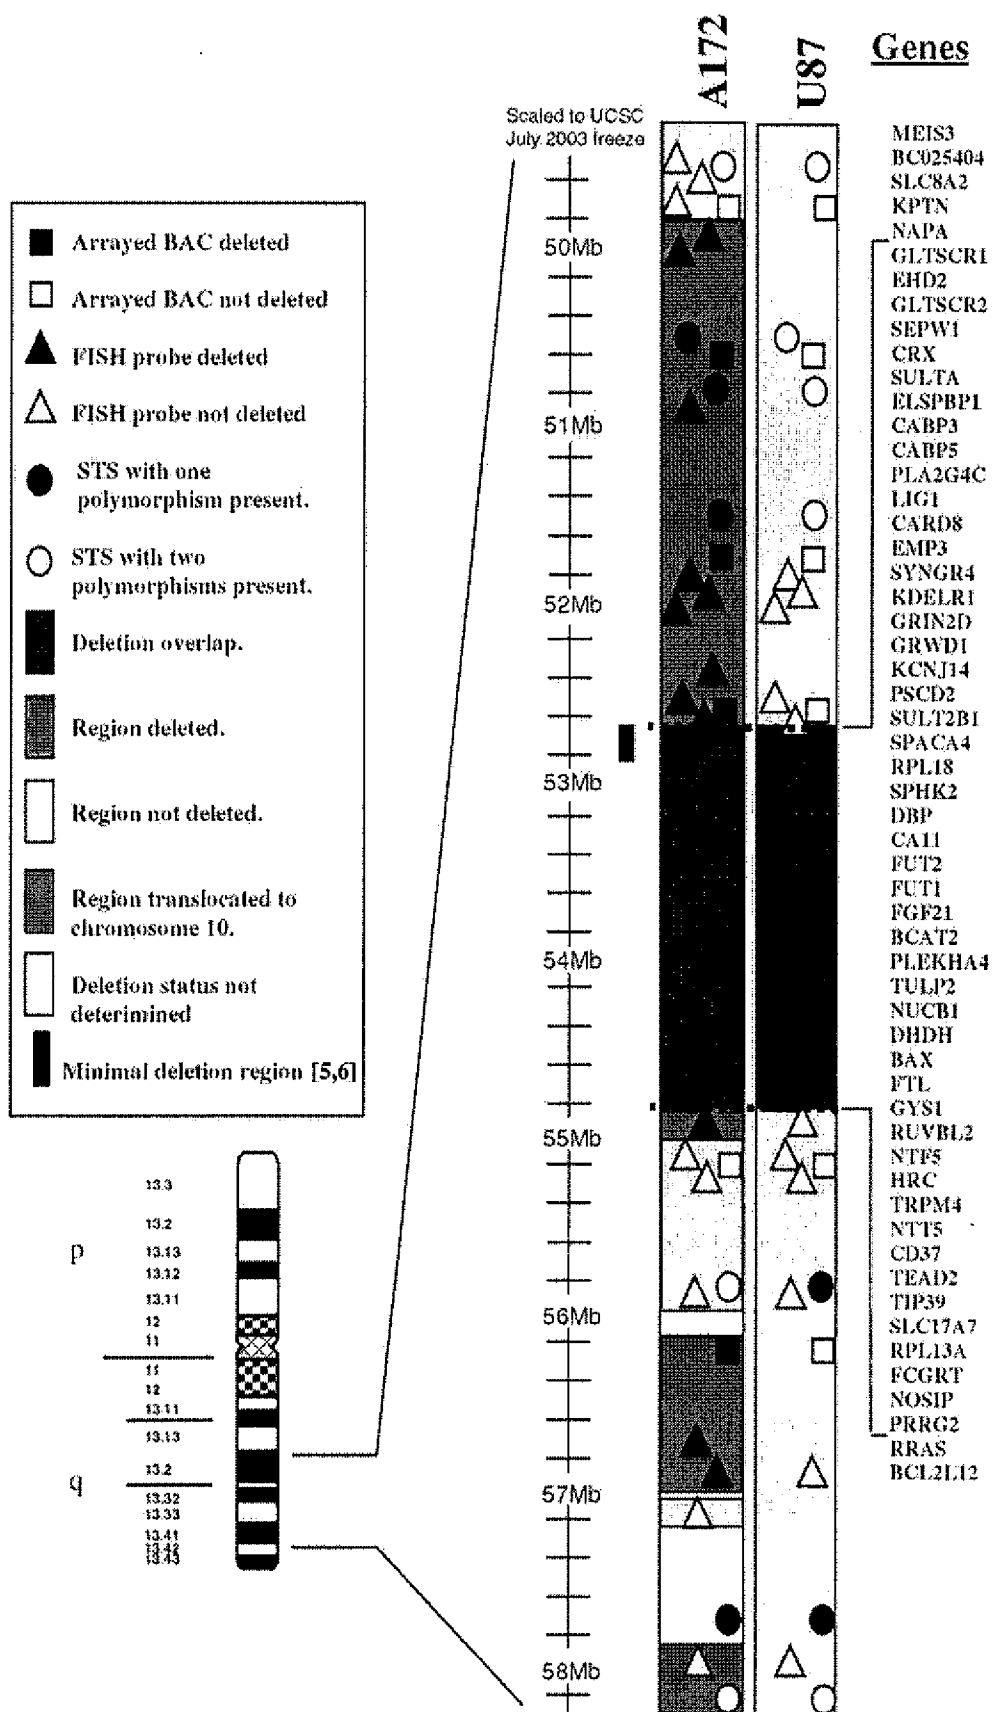 A172
U87
Genes
Scaled to UCSC
July. 2003 freeze
Arrayed BAC deleted
Arrayed BAC not deleted
FISH probe deleted
FISH probe not deleted
STS with one
polymorphism present.
STS with two
polymorphisms present.
Deletion overlap.
Region deleted.
Region not deleted.
Region translocated to
chromosome 10.
Deletion status not
deterimined
Minimal deletion region [5,6]
p
13.3
13.2
13.13
13.12
13.11
12
11
q
11
12
13.11
13.13
13.2
13.32
13.33
13.41
13.42
13.43
50Mb
51Mb
52Mb
53Mb
54Mb
55Mb
56Mb
57Mb
58Mb
MEIS3
BC025404
SLC8A2
KPTN
NAPA
GLTSCR1
EHD2
GLTSCR2
SEPW1
CRX
SULTA
ELSPBP1
CABP3
CABP5
PLA2G4C
LIG1
CARD8
EMP3
SYNGR4
KDELR1
GRIN2D
GRWD1
KCNJ14
PSCD2
SULT2B1
SPACA4
RPL18
SPHK2
DBP
CA11
FUT2
FUT1
FGF21
BCAT2
PLEKHA4
TULP2
NUCB1
DHDH
BAX
FTL
GYS1
RUVBL2
NTF5
HRC
TRPM4
NTT5
CD37
TEAD2
TIP39
SLC17A7
RPL13A
FCGRT
NOSIP
PRRG2
RRAS
BCL2L12